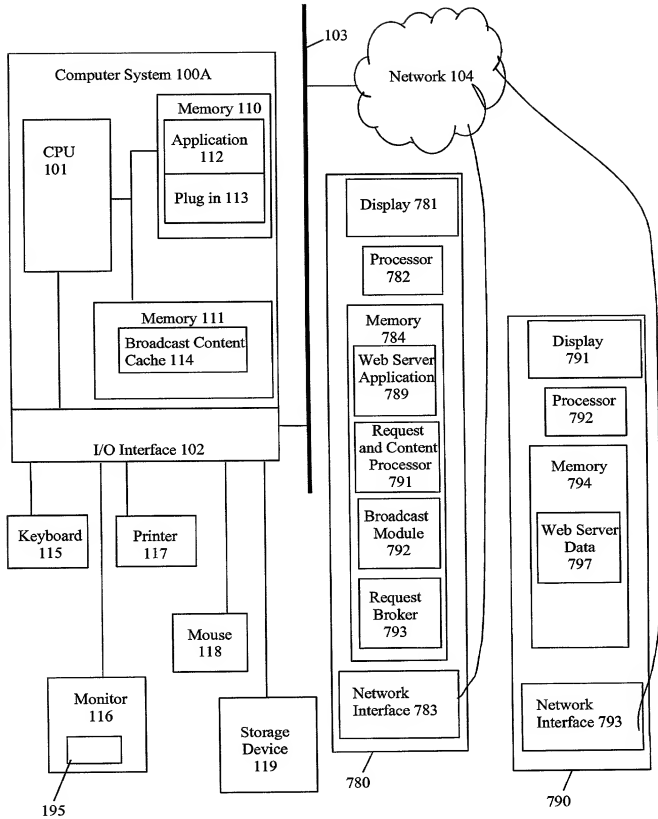 103
Computer System 100A
Memory 110
CPU
101
Application
112
Plug in 113
Memory 111
Broadcast Content
Cache 114
I/O Interface 102
Keyboard
115
Printer
117
Mouse
118
Monitor
116
195
Storage
Device
119
Network 104
Display 781
Processor
782
Memory
784
Web Server
Application
789
Request
and Content
Processor
791
Broadcast
Module
792
Request
Broker
793
Network
Interface 783
780
Display
791
Processor
792
Memory
794
Web Server
Data
797
Network
Interface 793
790